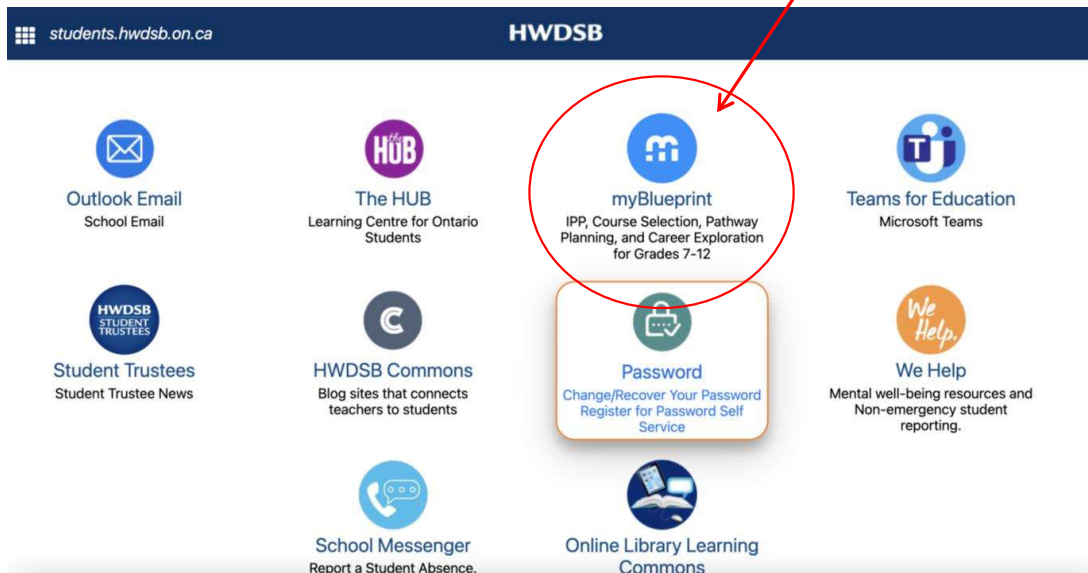 students.hwdsb.on.ca
HWDSB
Outlook Email
School Email
the
HUB
The HUB
Learning Centre for Ontario
Students
myBlueprint
IPP, Course Selection, Pathway
Planning, and Career Exploration
for Grades 7-12
T
Teams for Education
Microsoft Teams
HWDSB
STUDENT
TRUSTEES
Student Trustees
Student Trustee News
C
HWDSB Commons
Blog sites that connects
teachers to students
Password
Change/Recover Your Password
Register for Password Self
Service
We
Help.
We Help
Mental well-being resources and
Non-emergency student
reporting.
School Messenger
Report a Student Absence.
Online Library Learning
Commons